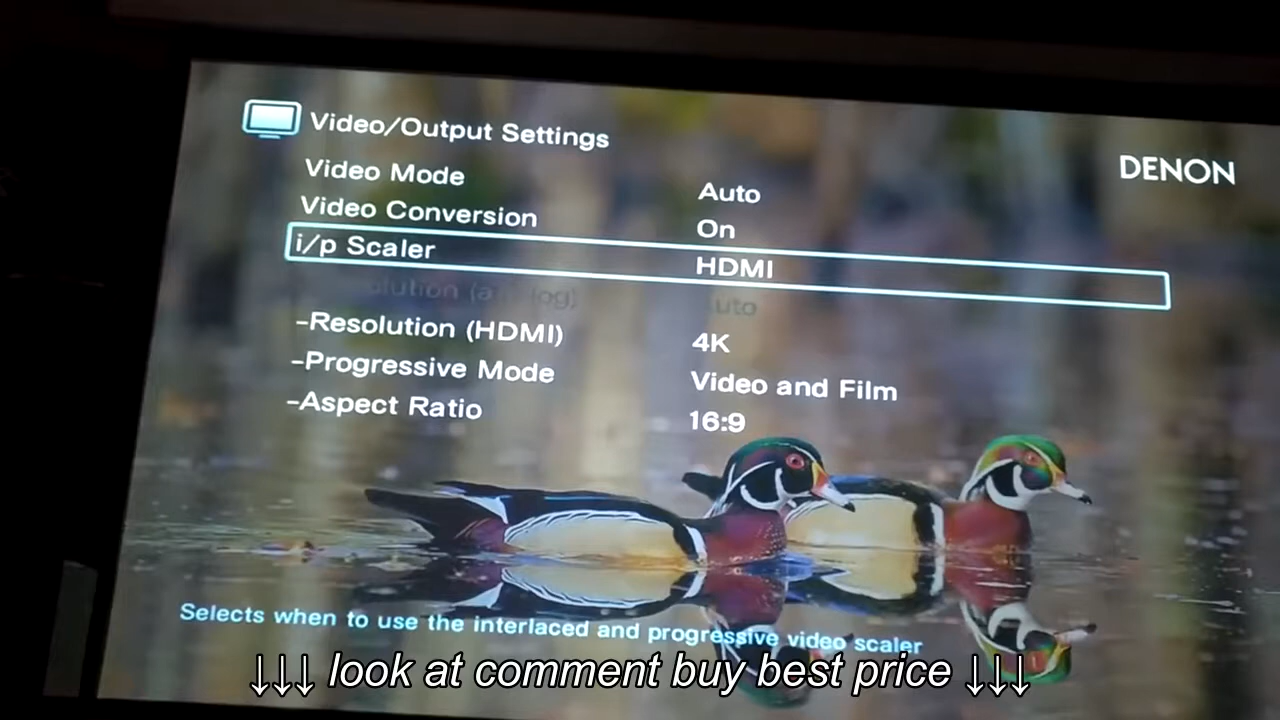 Video/Output Settings
DENON
Video Mode Auto
Video Conversion On
i/p Scaler HDMI
-Resolution (HDMI) 4K
-Progressive Mode Video and Film
-Aspect Ratio 16:9
Selects when to use the interlaced and progressive video scaler
↓↓↓ look at comment buy best price ↓↓↓